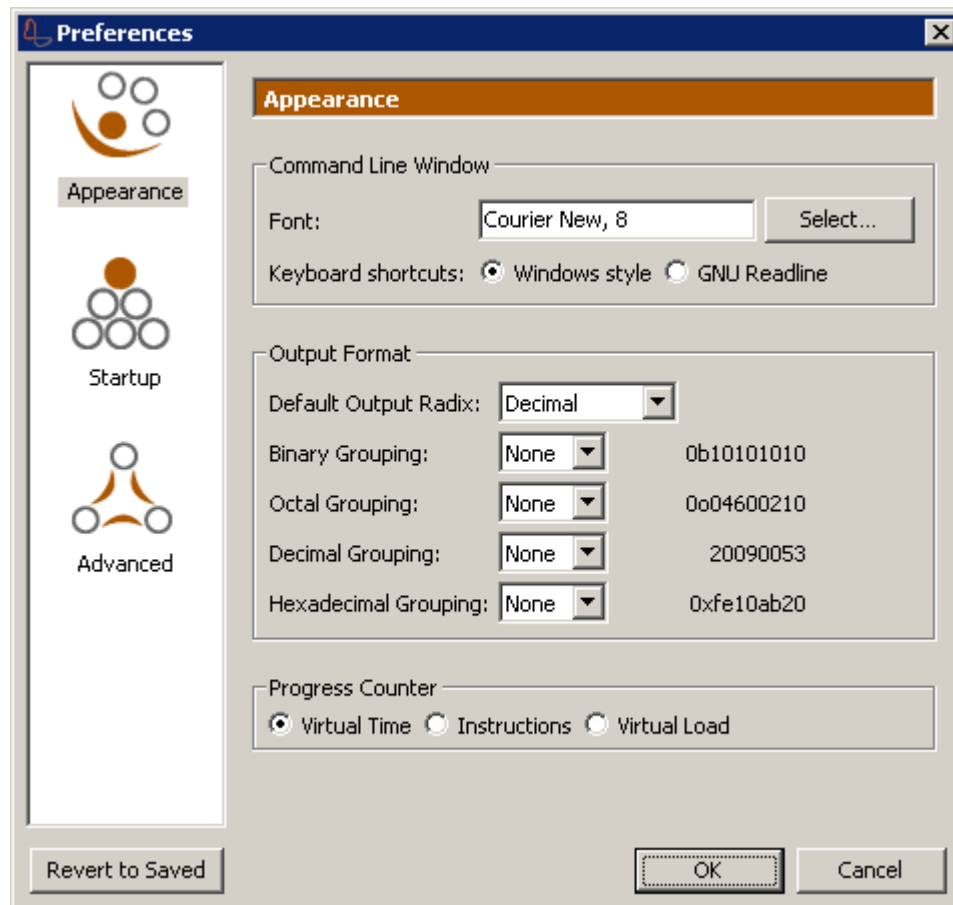 Preferences
Appearance
Startup
Advanced
Appearance
Command Line Window
Font: Courier New, 8 Select...
Keyboard shortcuts: Windows style GNU Readline
Output Format
Default Output Radix: Decimal
Binary Grouping: None 0b10101010
Octal Grouping: None 0o04600210
Decimal Grouping: None 20090053
Hexadecimal Grouping: None 0xfe10ab20
Progress Counter
Virtual Time Instructions Virtual Load
Revert to Saved OK Cancel